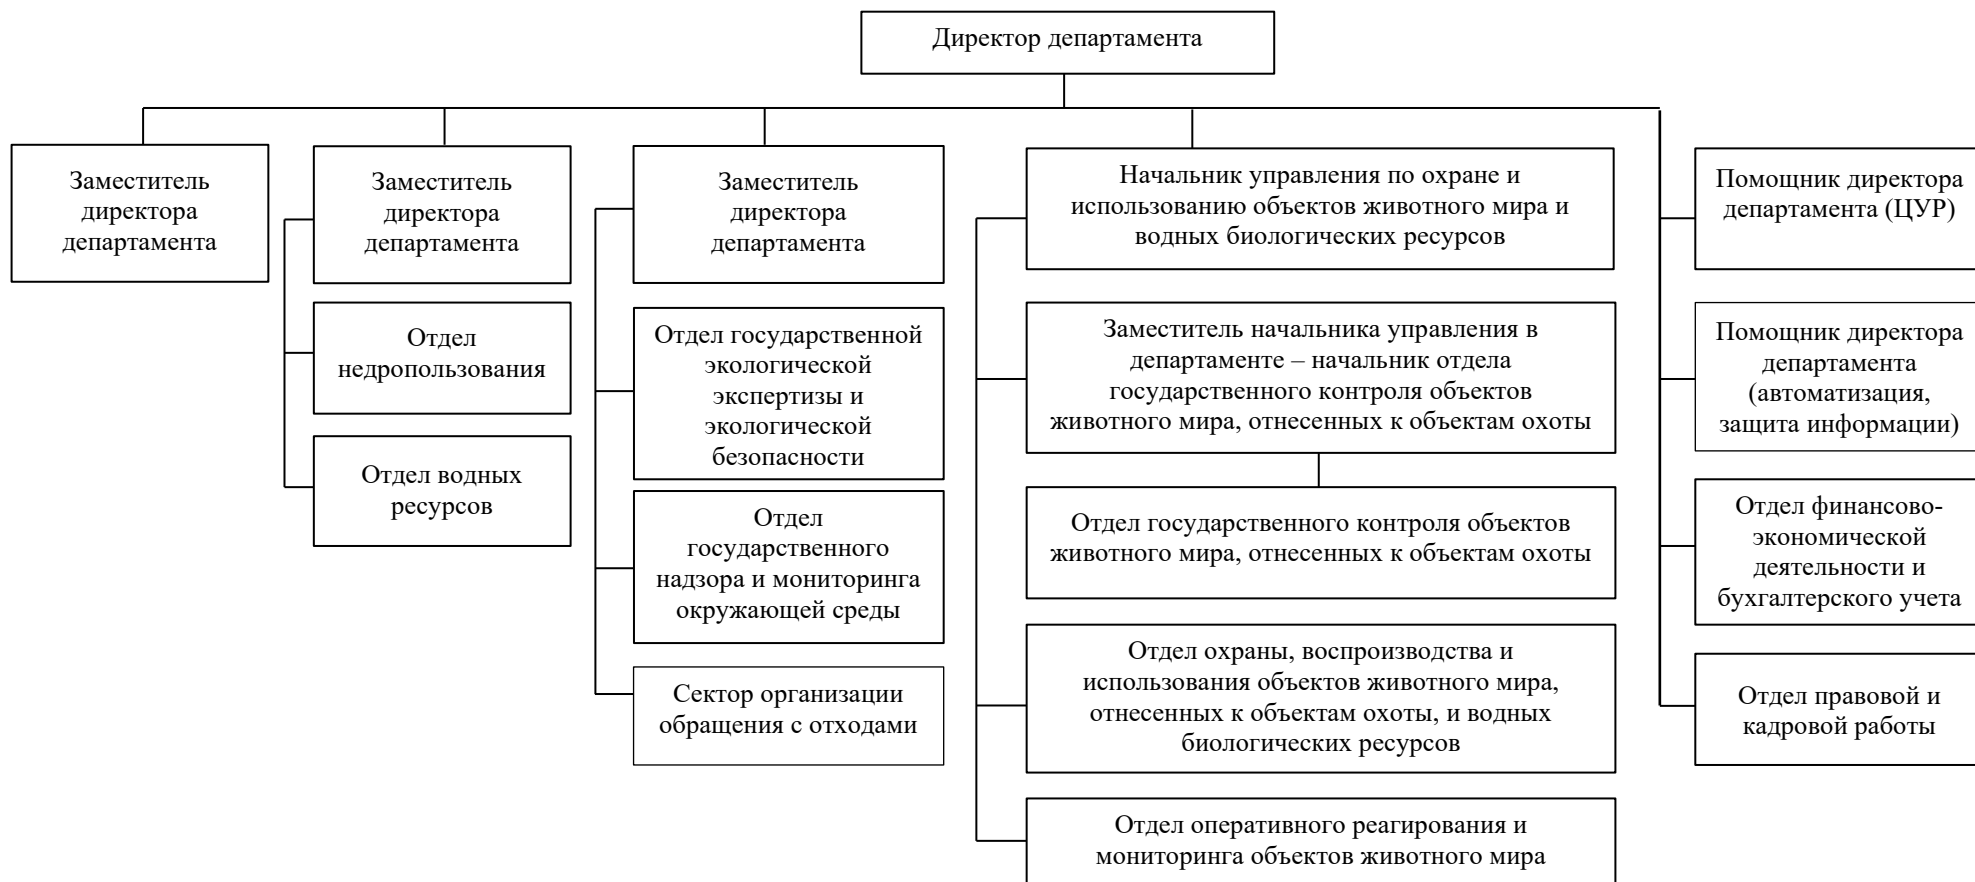 Директор департамента
Заместитель
директора
департамента
Заместитель
директора
департамента
Отдел
недропользования
Отдел водных
ресурсов
Заместитель
директора
департамента
Отдел государственной
экологической
экспертизы и
экологической
безопасности
Отдел
государственного
надзора и мониторинга
окружающей среды
Сектор организации
обращения с отходами
Начальник управления по охране и
использованию объектов животного мира и
водных биологических ресурсов
Заместитель начальника управления в
департаменте – начальник отдела
государственного контроля объектов
животного мира, отнесенных к объектам охоты
Отдел государственного контроля объектов
животного мира, отнесенных к объектам охоты
Отдел охраны, воспроизводства и
использования объектов животного мира,
отнесенных к объектам охоты, и водных
биологических ресурсов
Отдел оперативного реагирования и
мониторинга объектов животного мира
Помощник директора
департамента (ЦУР)
Помощник директора
департамента
(автоматизация,
защита информации)
Отдел финансово-
экономической
деятельности и
бухгалтерского учета
Отдел правовой и
кадровой работы